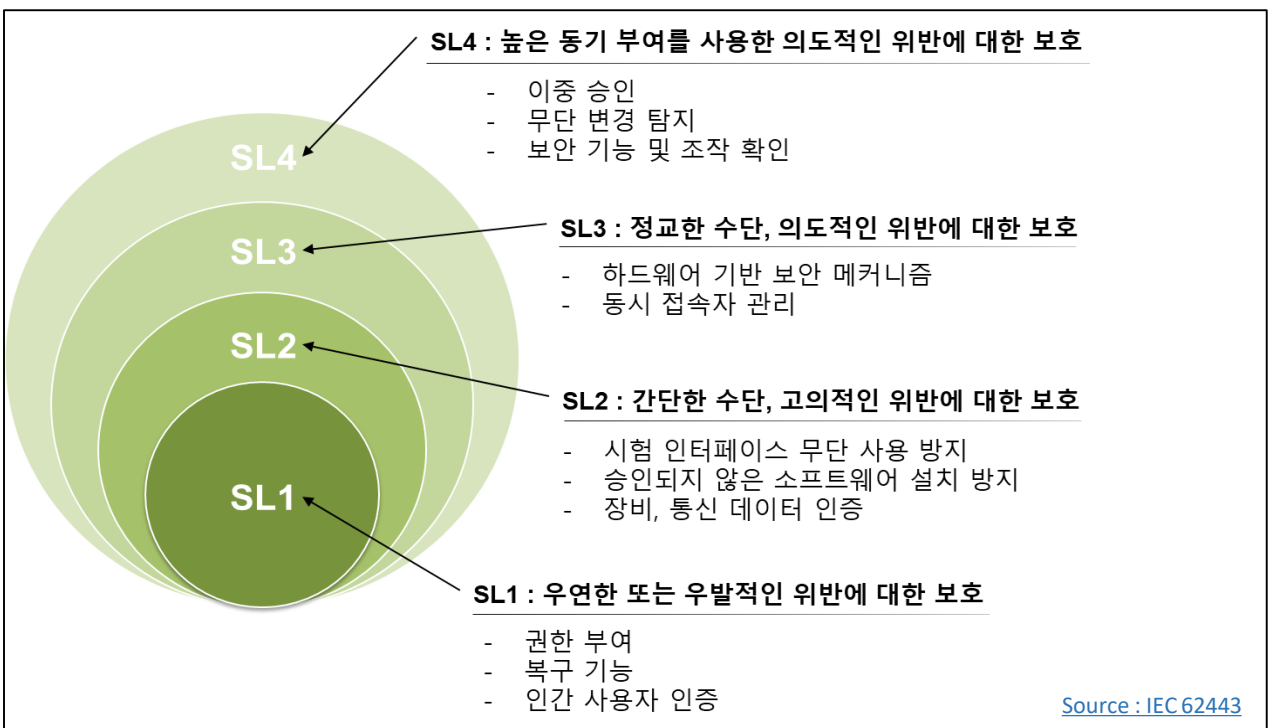 SL4 : 높은 동기 부여를 사용한 의도적인 위반에 대한 보호
- 이중 승인
- 무단 변경 탐지
- 보안 기능 및 조작 확인
SL4
SL3 : 정교한 수단, 의도적인 위반에 대한 보호
SL3
- 하드웨어 기반 보안 메커니즘
- 동시 접속자 관리
SL2
SL2 : 간단한 수단, 고의적인 위반에 대한 보호
- 시험 인터페이스 무단 사용 방지
- 승인되지 않은 소프트웨어 설치 방지
- 장비, 통신 데이터 인증
SL1
SL1 : 우연한 또는 우발적인 위반에 대한 보호
- 권한 부여
- 복구 기능
- 인간 사용자 인증
Source : IEC 62443